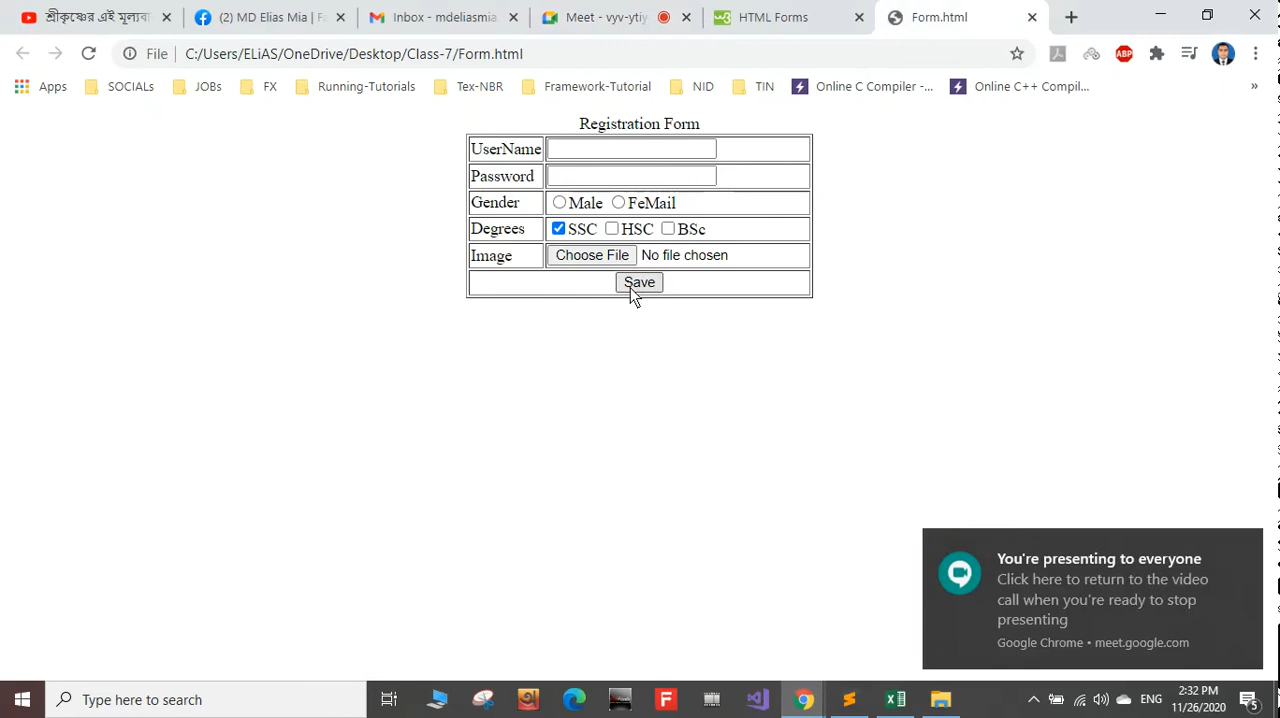 শ্রীকৃষ্ণের এই মূল্যবা
(2) MD Elias Mia | Fa
Inbox - mdeliasmia
Meet - vyv-ytiy
HTML Forms
Form.html
File
C:/Users/ELiAS/OneDrive/Desktop/Class-7/Form.html
ABP
Apps
SOCIALs
JOBs
FX
Running-Tutorials
Tex-NBR
Framework-Tutorial
NID
TIN
Online C Compiler -...
Online C++ Compil...
»
Registration Form
UserName
Password
Gender Male FeMail
Degrees SSC HSC BSc
Image Choose File No file chosen
Save
You're presenting to everyone
Click here to return to the video
call when you're ready to stop
presenting
Google Chrome • meet.google.com
Type here to search
F
ENG
2:32 PM
11/26/2020
5